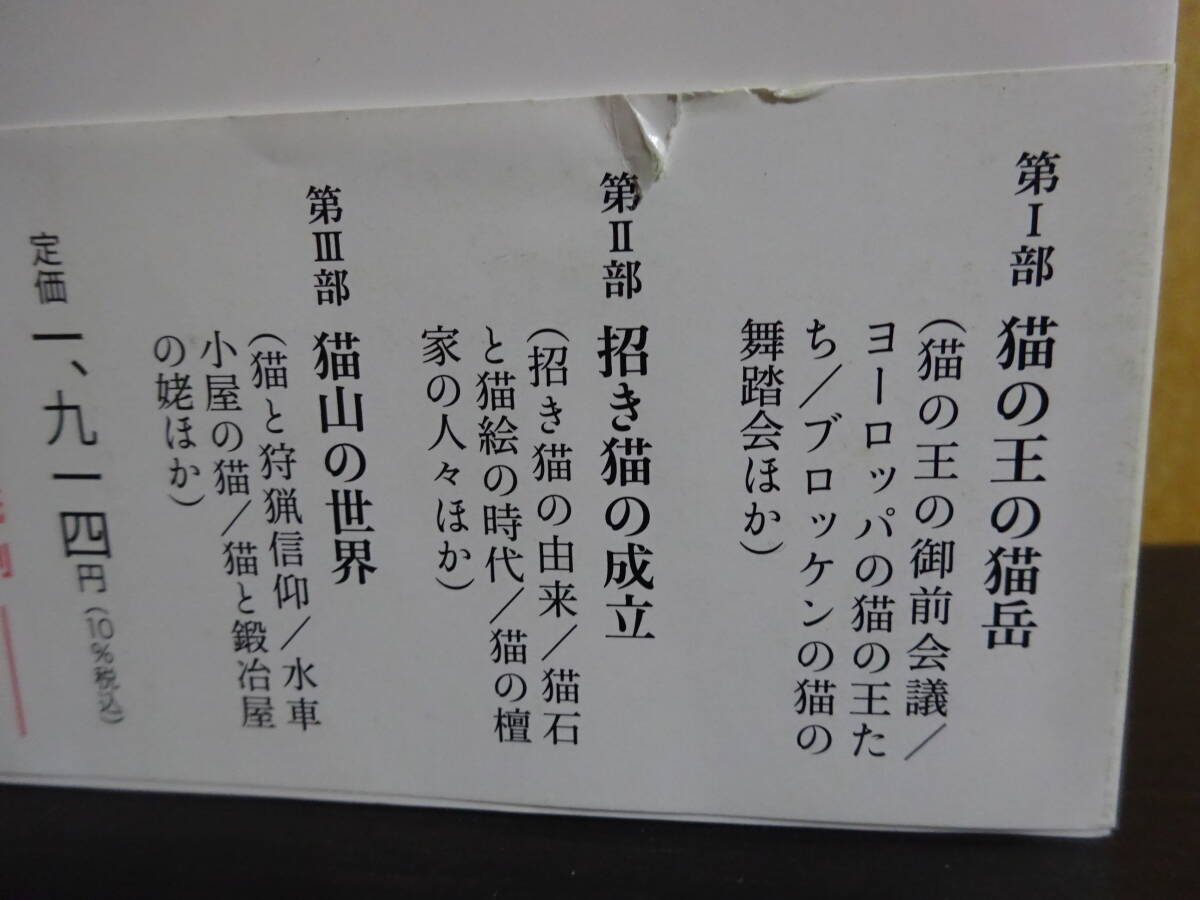 第Ⅰ部 猫の王の猫岳
(猫の王の御前会議/
ヨーロッパの猫の王た
ち/ブロッケンの猫の
舞踏会ほか)
第Ⅱ部 招き猫の成立
(招き猫の由来/猫石
と猫絵の時代/猫の檀
家の人々ほか)
第Ⅲ部 猫山の世界
(猫と狩猟信仰/水車
小屋の猫/猫と鍛冶屋
の姥ほか)
定価 一、九一四円(10%税込)